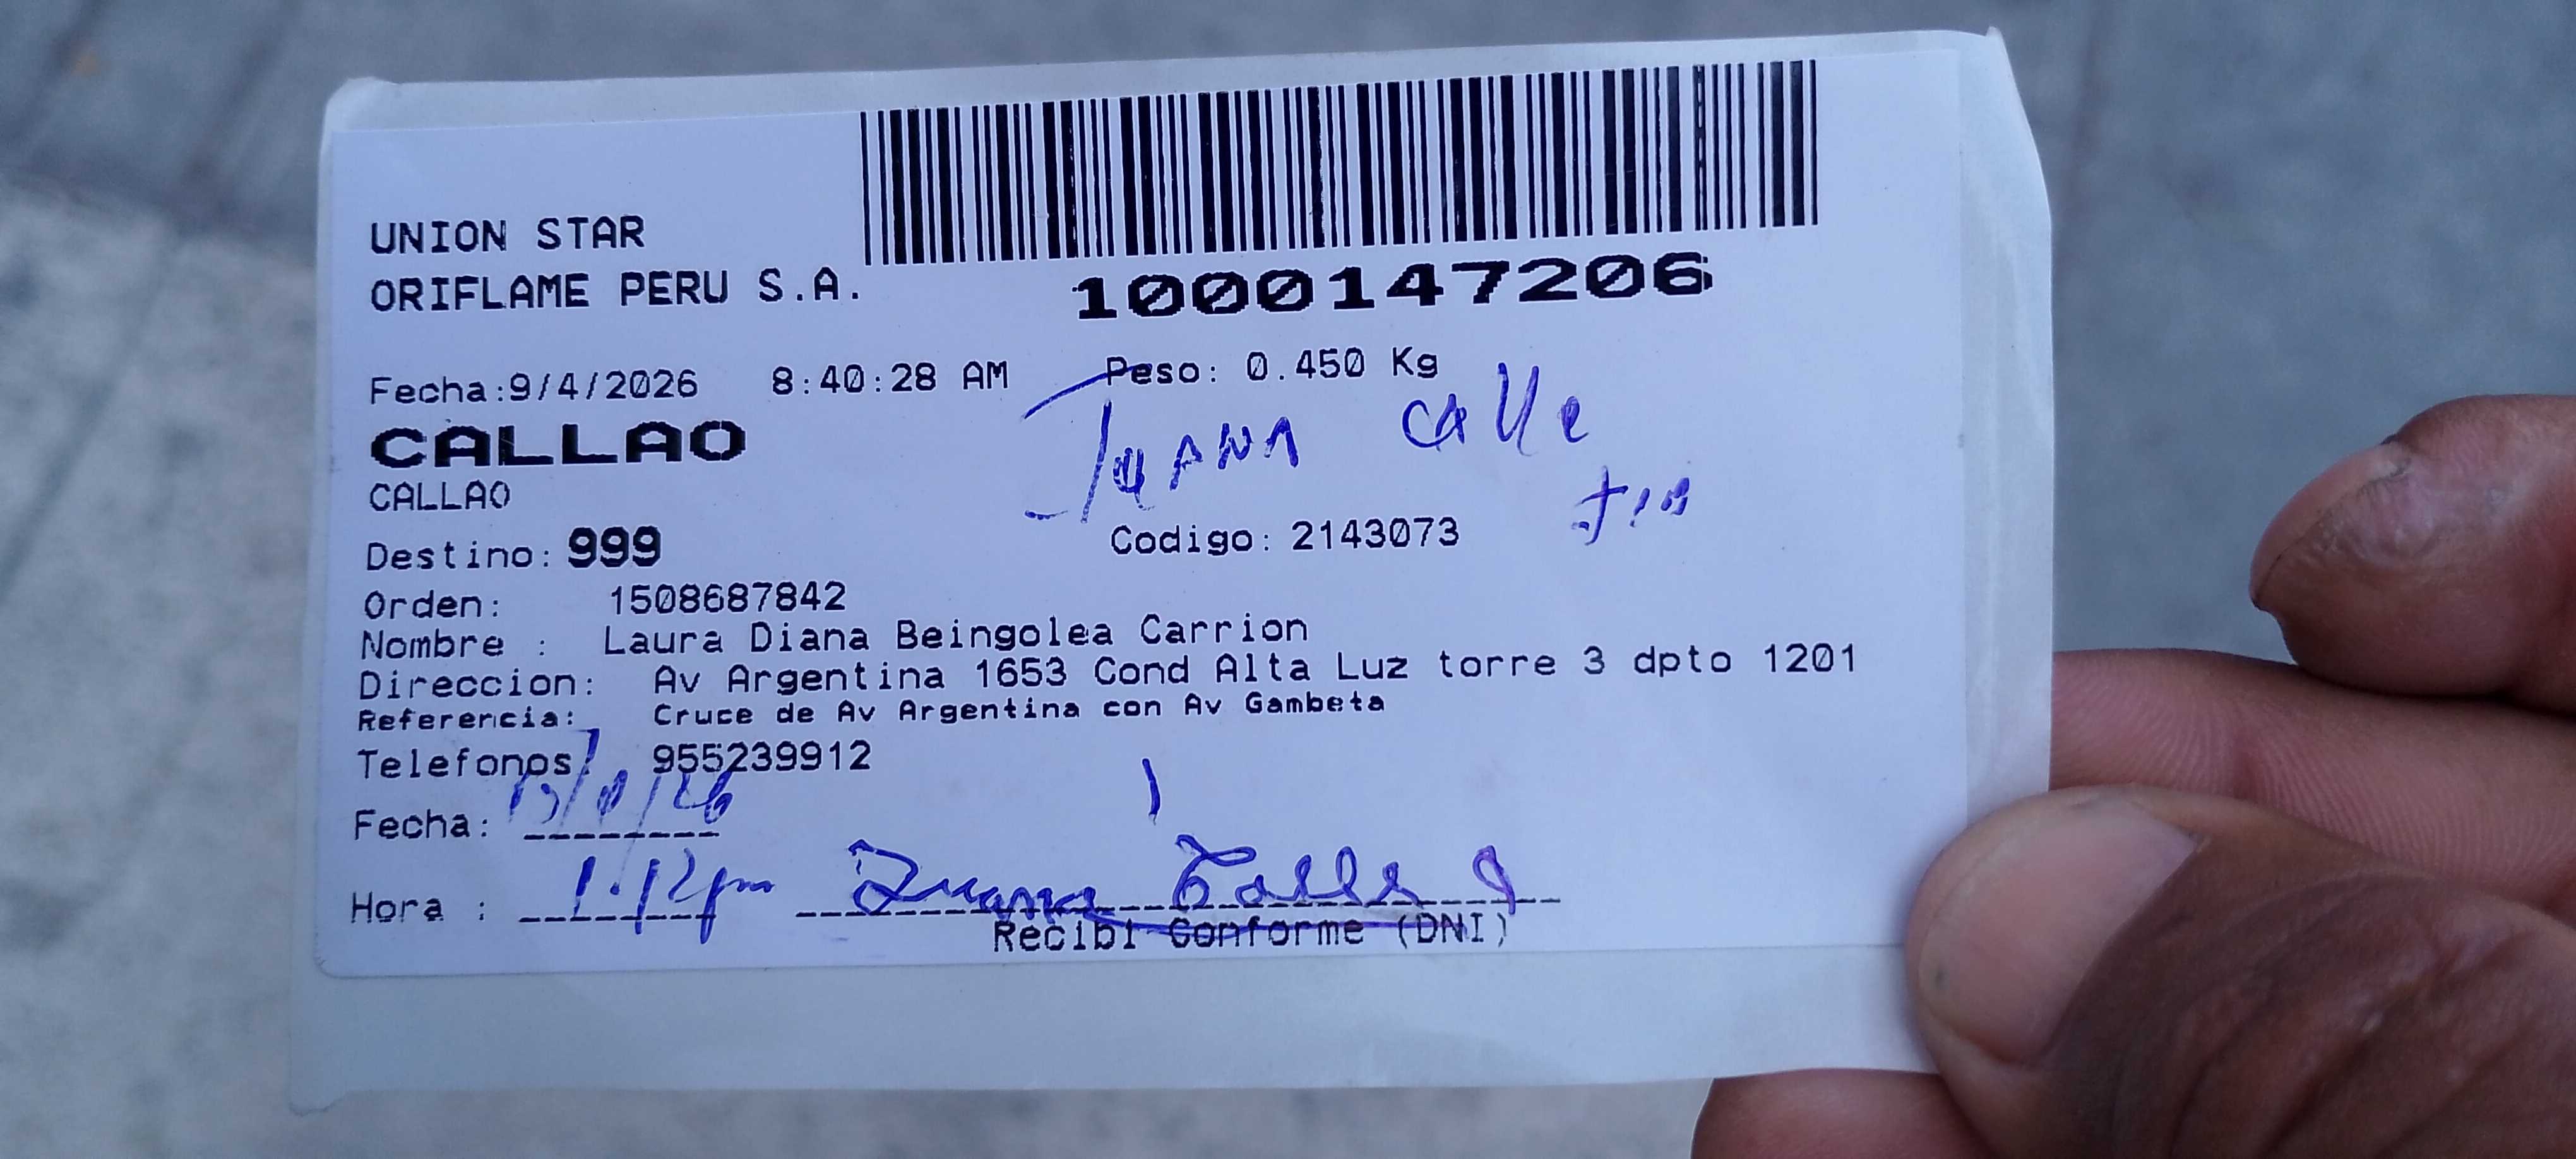 UNION STAR
ORIFLAME PERU S.A.
1000147206
Fecha:9/4/2026 8:40:28 AM Peso: 0.450 Kg
CALLAO
JUANA Calle
CALLAO
Tia
Destino: 999 Codigo: 2143073
Orden: 1508687842
Nombre : Laura Diana Beingolea Carrion
Direccion: Av Argentina 1653 Cond Alta Luz torre 3 dpto 1201
Referencia: Cruce de Av Argentina con Av Gambeta
Telefonos: 955239912
Fecha:
Hora : 1:12pm Juana Calle
Recibi Conforme (DNI)